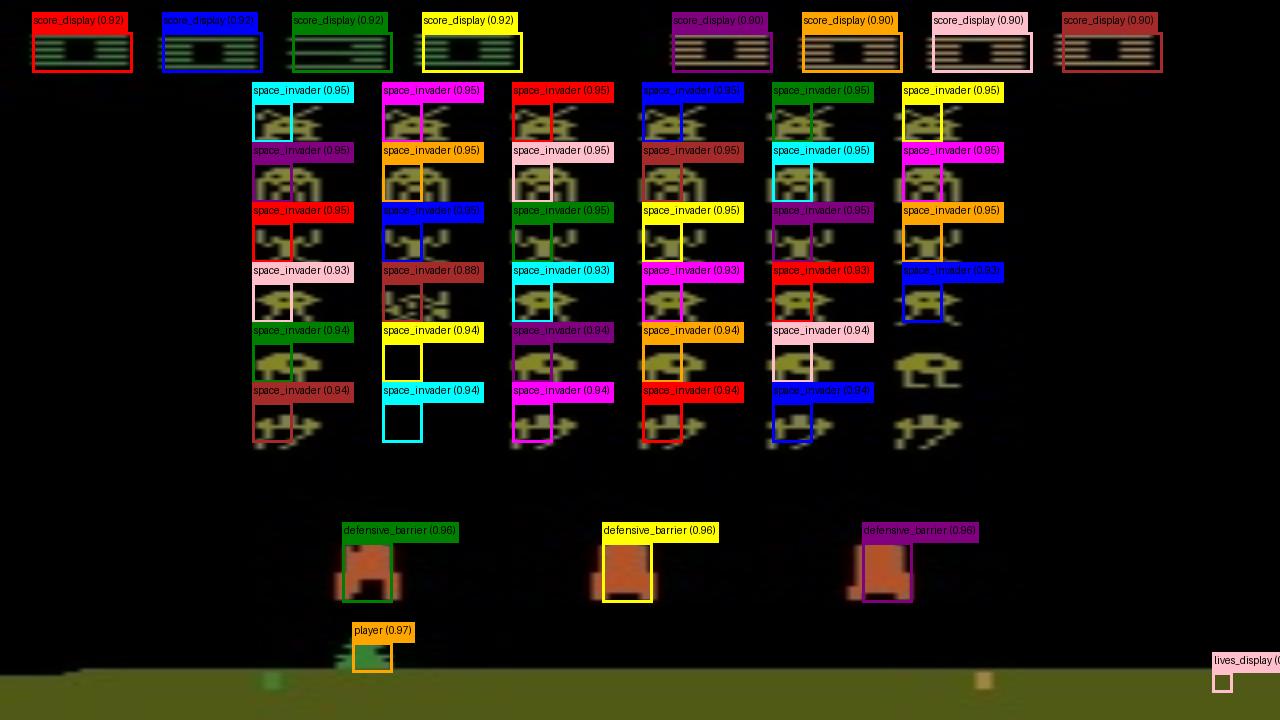 score_display (0.92) score_display (0.92) score_display (0.92) score_display (0.92) score_display (0.90) score_display (0.90) score_display (0.90) score_display (0.90)
space_invader (0.95) space_invader (0.95) space_invader (0.95) space_invader (0.95) space_invader (0.95) space_invader (0.95)
space_invader (0.95) space_invader (0.95) space_invader (0.95) space_invader (0.95) space_invader (0.95) space_invader (0.95)
space_invader (0.95) space_invader (0.95) space_invader (0.95) space_invader (0.95) space_invader (0.95) space_invader (0.95)
space_invader (0.93) space_invader (0.88) space_invader (0.93) space_invader (0.93) space_invader (0.93) space_invader (0.93)
space_invader (0.94) space_invader (0.94) space_invader (0.94) space_invader (0.94) space_invader (0.94)
space_invader (0.94) space_invader (0.94) space_invader (0.94) space_invader (0.94) space_invader (0.94)
defensive_barrier (0.96) defensive_barrier (0.96) defensive_barrier (0.96)
player (0.97)
lives_display